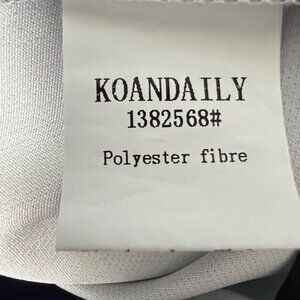 KOANDAILY
1382568#
Polyester fibre